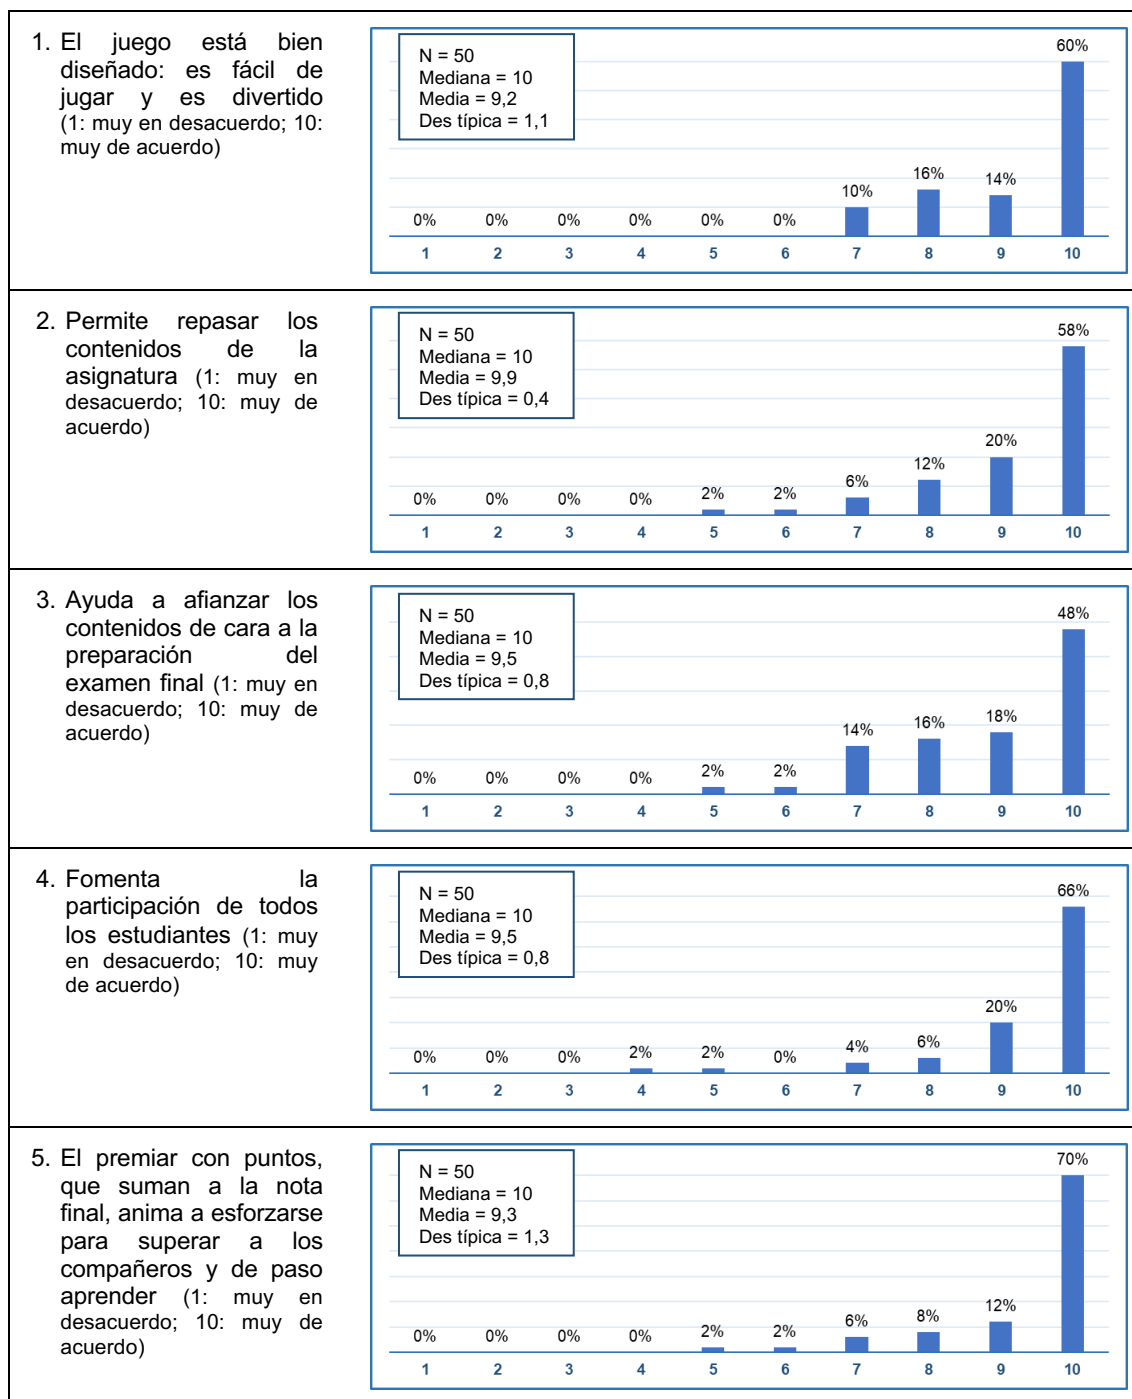 1. El juego está bien
diseñado: es fácil de
jugar y es divertido
(1: muy en desacuerdo; 10:
muy de acuerdo)
N = 50
Mediana = 10
Media = 9,2
Des típica = 1,1
0% 0% 0% 0% 0% 0% 10% 16% 14% 60%
1 2 3 4 5 6 7 8 9 10
2. Permite repasar los
contenidos de la
asignatura (1: muy en
desacuerdo; 10: muy de
acuerdo)
N = 50
Mediana = 10
Media = 9,9
Des típica = 0,4
0% 0% 0% 0% 2% 2% 6% 12% 20% 58%
1 2 3 4 5 6 7 8 9 10
3. Ayuda a afianzar los
contenidos de cara a la
preparación del
examen final (1: muy en
desacuerdo; 10: muy de
acuerdo)
N = 50
Mediana = 10
Media = 9,5
Des típica = 0,8
0% 0% 0% 0% 2% 2% 14% 16% 18% 48%
1 2 3 4 5 6 7 8 9 10
4. Fomenta la
participación de todos
los estudiantes (1: muy
en desacuerdo; 10: muy
de acuerdo)
N = 50
Mediana = 10
Media = 9,5
Des típica = 0,8
0% 0% 0% 2% 2% 0% 4% 6% 20% 66%
1 2 3 4 5 6 7 8 9 10
5. El premiar con puntos,
que suman a la nota
final, anima a esforzarse
para superar a los
compañeros y de paso
aprender (1: muy en
desacuerdo; 10: muy de
acuerdo)
N = 50
Mediana = 10
Media = 9,3
Des típica = 1,3
0% 0% 0% 0% 2% 2% 6% 8% 12% 70%
1 2 3 4 5 6 7 8 9 10